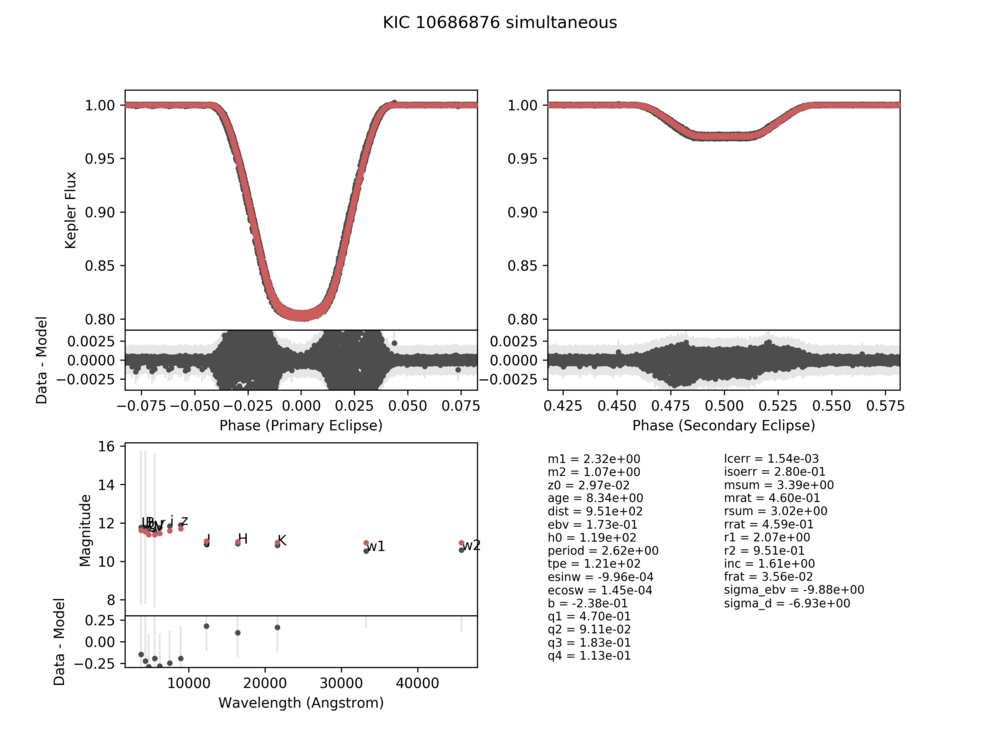 KIC 10686876 simultaneous
1.00
0.95
0.90
0.85
0.80
Kepler Flux
0.0025
0.0000
−0.0025
Data - Model
−0.075 −0.050 −0.025 0.000 0.025 0.050 0.075
Phase (Primary Eclipse)
0.0025
0.0000
−0.0025
0.425 0.450 0.475 0.500 0.525 0.550 0.575
Phase (Secondary Eclipse)
16
14
12
10
8
Magnitude
i z
J H K w1 w2
0.25
0.00
−0.25
Data - Model
10000 20000 30000 40000
Wavelength (Angstrom)
m1 = 2.32e+00
m2 = 1.07e+00
z0 = 2.97e-02
age = 8.34e+00
dist = 9.51e+02
ebv = 1.73e-01
h0 = 1.19e+02
period = 2.62e+00
tpe = 1.21e+02
esinw = -9.96e-04
ecosw = 1.45e-04
b = -2.38e-01
q1 = 4.70e-01
q2 = 9.11e-02
q3 = 1.83e-01
q4 = 1.13e-01
lcerr = 1.54e-03
isoerr = 2.80e-01
msum = 3.39e+00
mrat = 4.60e-01
rsum = 3.02e+00
rrat = 4.59e-01
r1 = 2.07e+00
r2 = 9.51e-01
inc = 1.61e+00
frat = 3.56e-02
sigma_ebv = -9.88e+00
sigma_d = -6.93e+00